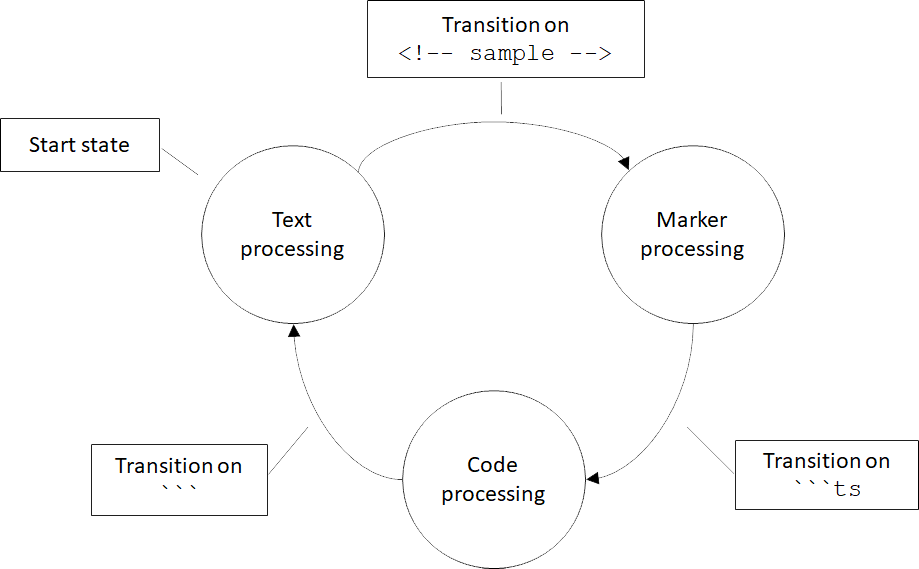 Transition on
<!-- sample -->
Start state
Text
processing
Marker
processing
Transition on
```
Code
processing
Transition on
```ts